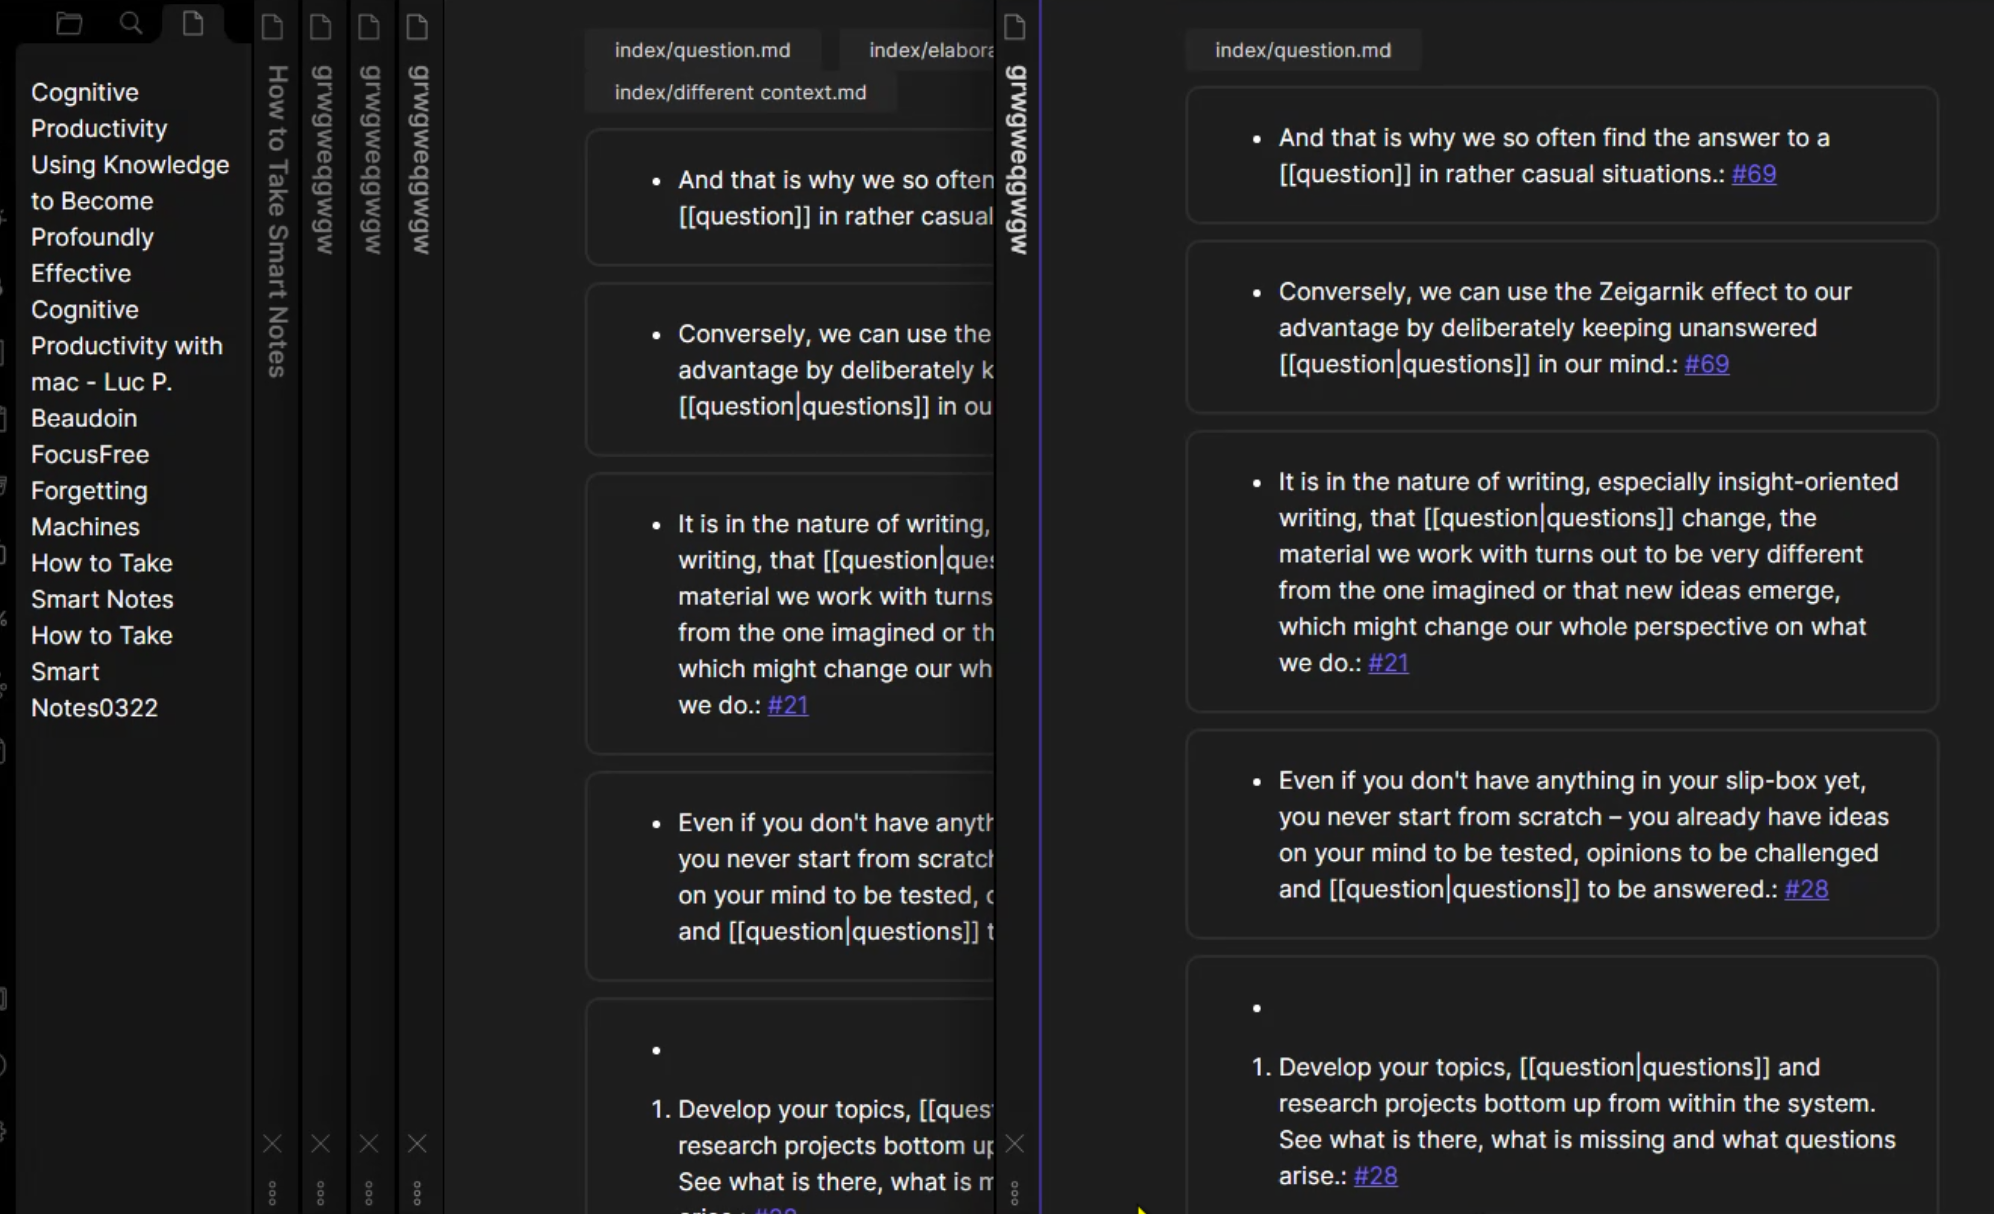 Cognitive
Productivity
Using Knowledge
to Become
Profoundly
Effective
Cognitive
Productivity with
mac - Luc P.
Beaudoin
FocusFree
Forgetting
Machines
How to Take
Smart Notes
How to Take
Smart
Notes0322
How to Take Smart Notes
grwgweqgwgw
grwgweqgwgw
grwgweqgwgw
index/question.md
index/elabora
index/different context.md
And that is why we so often
[[question]] in rather casual
Conversely, we can use the
advantage by deliberately k
[[question|questions]] in ou
It is in the nature of writing,
writing, that [[question|ques
material we work with turns
from the one imagined or th
which might change our wh
we do.: #21
Even if you don't have anyth
you never start from scratch
on your mind to be tested, o
and [[question|questions]] t
1. Develop your topics, [[ques
research projects bottom up
See what is there, what is m
arise.: #28
grwgweqgwgw
index/question.md
And that is why we so often find the answer to a
[[question]] in rather casual situations.: #69
Conversely, we can use the Zeigarnik effect to our
advantage by deliberately keeping unanswered
[[question|questions]] in our mind.: #69
It is in the nature of writing, especially insight-oriented
writing, that [[question|questions]] change, the
material we work with turns out to be very different
from the one imagined or that new ideas emerge,
which might change our whole perspective on what
we do.: #21
Even if you don't have anything in your slip-box yet,
you never start from scratch – you already have ideas
on your mind to be tested, opinions to be challenged
and [[question|questions]] to be answered.: #28
1. Develop your topics, [[question|questions]] and
research projects bottom up from within the system.
See what is there, what is missing and what questions
arise.: #28